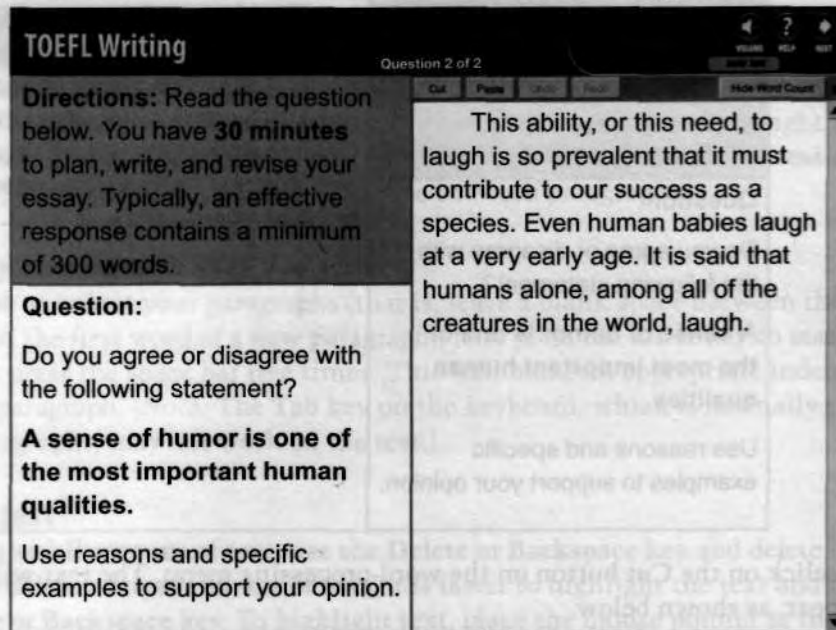 TOEFL Writing
Question 2 of 2
VOLUME HELP NEXT
Cut Paste Undo Redo Hide Word Count
Directions: Read the question
below. You have 30 minutes
to plan, write, and revise your
essay. Typically, an effective
response contains a minimum
of 300 words.
Question:
Do you agree or disagree with
the following statement?
A sense of humor is one of
the most important human
qualities.
Use reasons and specific
examples to support your opinion.
This ability, or this need, to
laugh is so prevalent that it must
contribute to our success as a
species. Even human babies laugh
at a very early age. It is said that
humans alone, among all of the
creatures in the world, laugh.